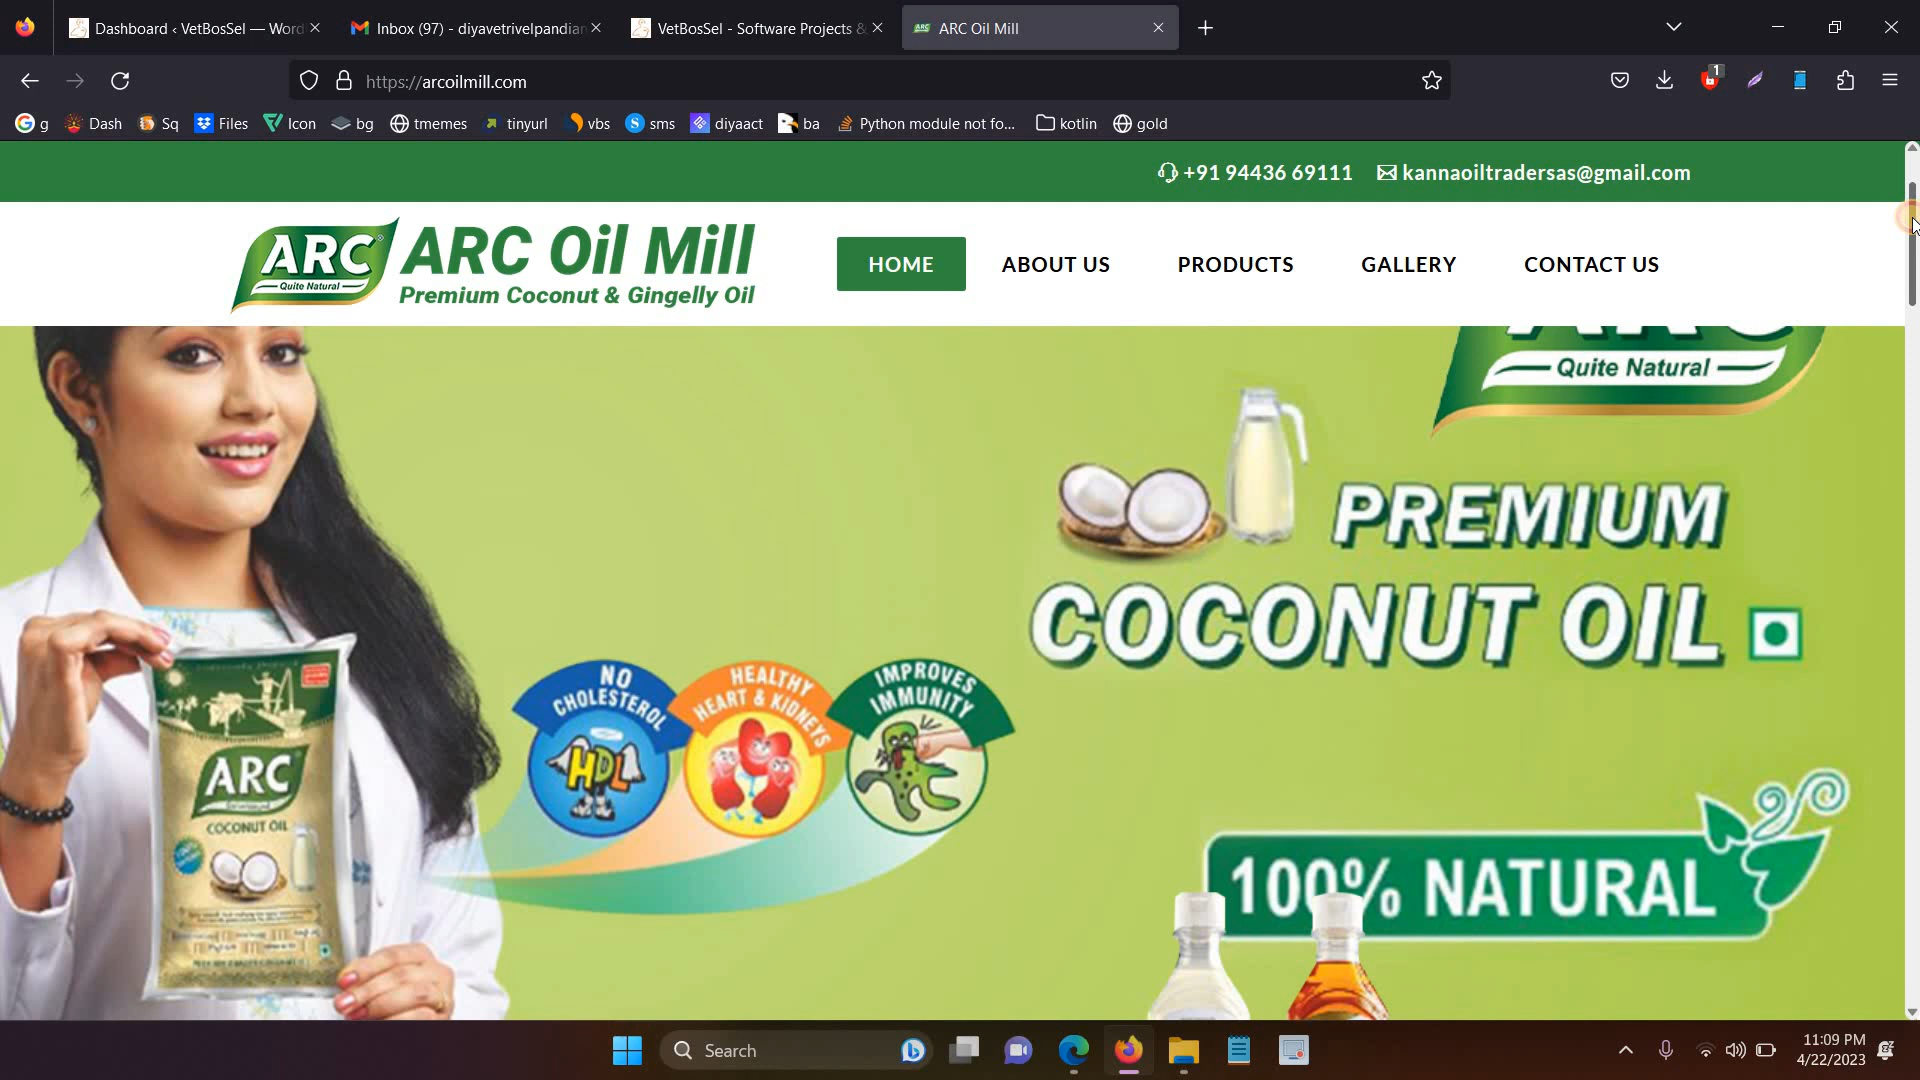 Dashboard ‹ VetBosSel — Word
Inbox (97) - diyavetrivelpandian
VetBosSel - Software Projects &
ARC Oil Mill
https://arcoilmill.com
1
g
Dash
Sq
Files
Icon
bg
tmemes
tinyurl
vbs
sms
diyaact
ba
Python module not fo...
kotlin
gold
+91 94436 69111
kannaoiltradersas@gmail.com
ARC
Quite Natural
ARC Oil Mill
Premium Coconut & Gingelly Oil
HOME
ABOUT US
PRODUCTS
GALLERY
CONTACT US
Quite Natural
PREMIUM
COCONUT OIL
NO CHOLESTEROL
HDL
HEALTHY HEART & KIDNEYS
IMPROVES IMMUNITY
ARC
COCONUT OIL
100% NATURAL
Search
11:09 PM
4/22/2023